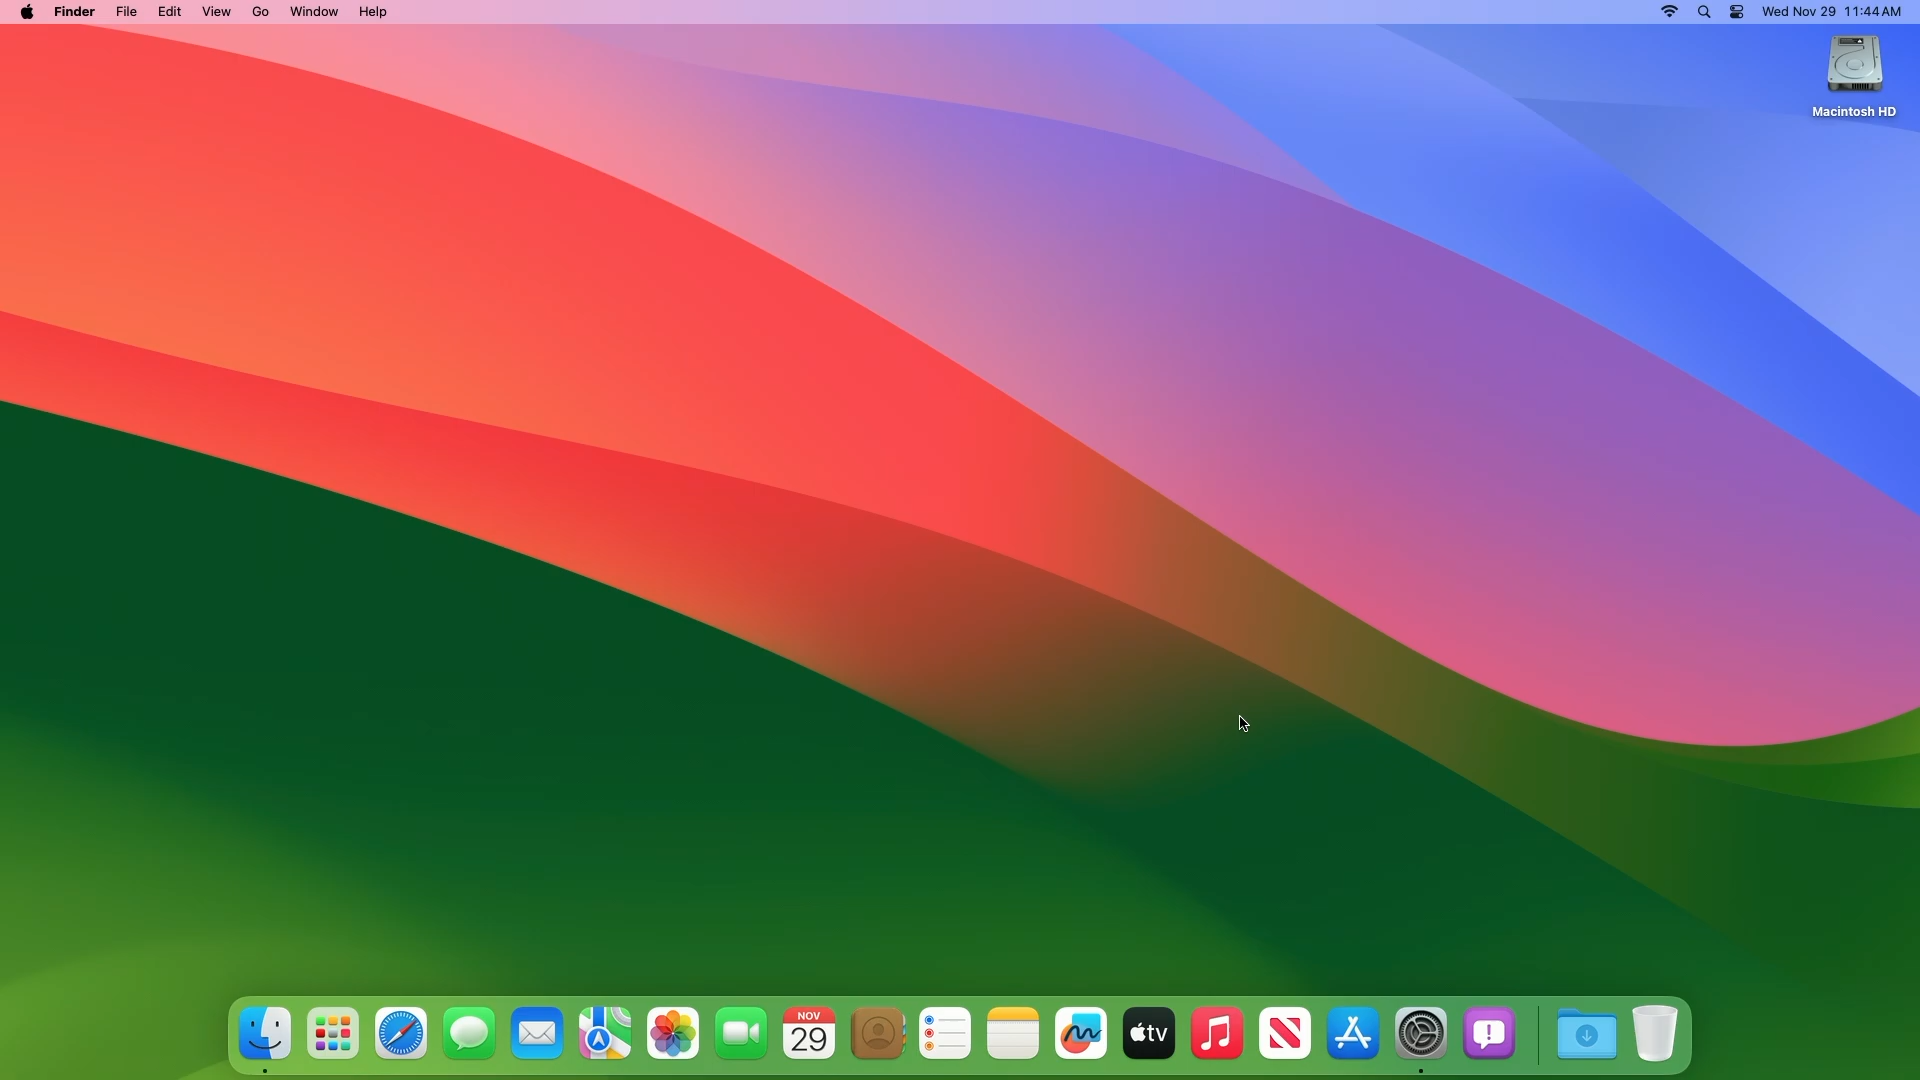 Finder File Edit View Go Window Help Wed Nov 29 11:44 AM
Macintosh HD
NOV
29
tv